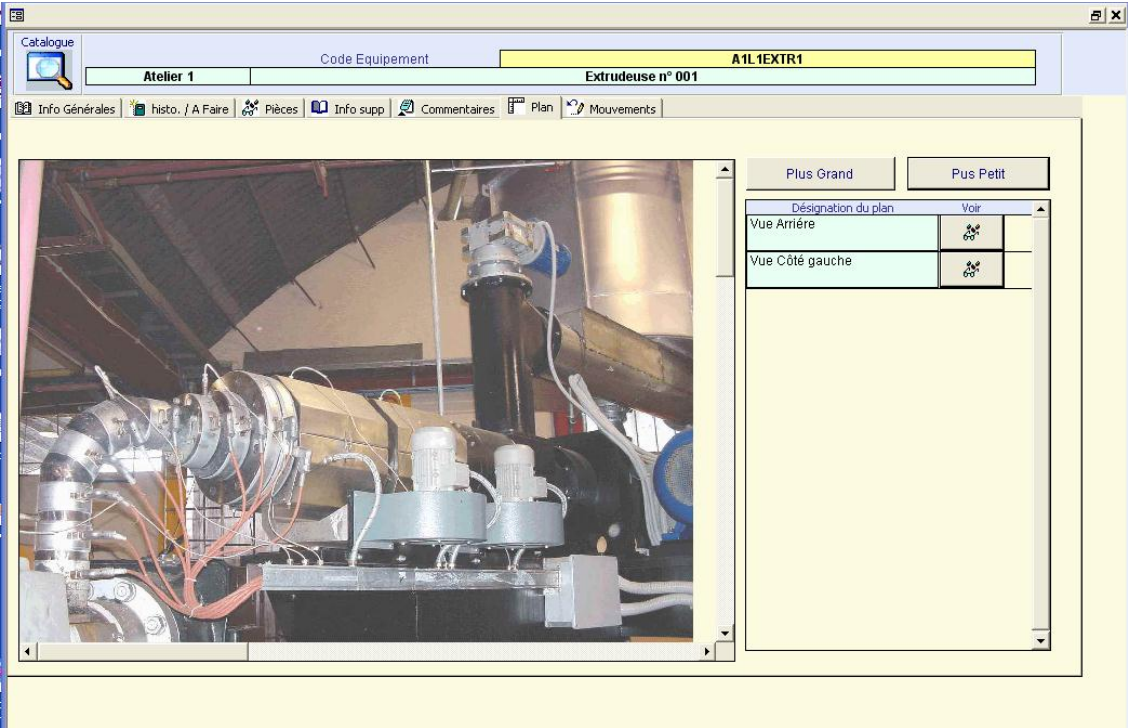 Catalogue
Code Equipement
A1L1EXTR1
Atelier 1
Extrudeuse n° 001
Info Générales
histo. / A Faire
Pièces
Info supp
Commentaires
Plan
Mouvements
Plus Grand
Pus Petit
Désignation du plan
Voir
Vue Arriére
Vue Côté gauche